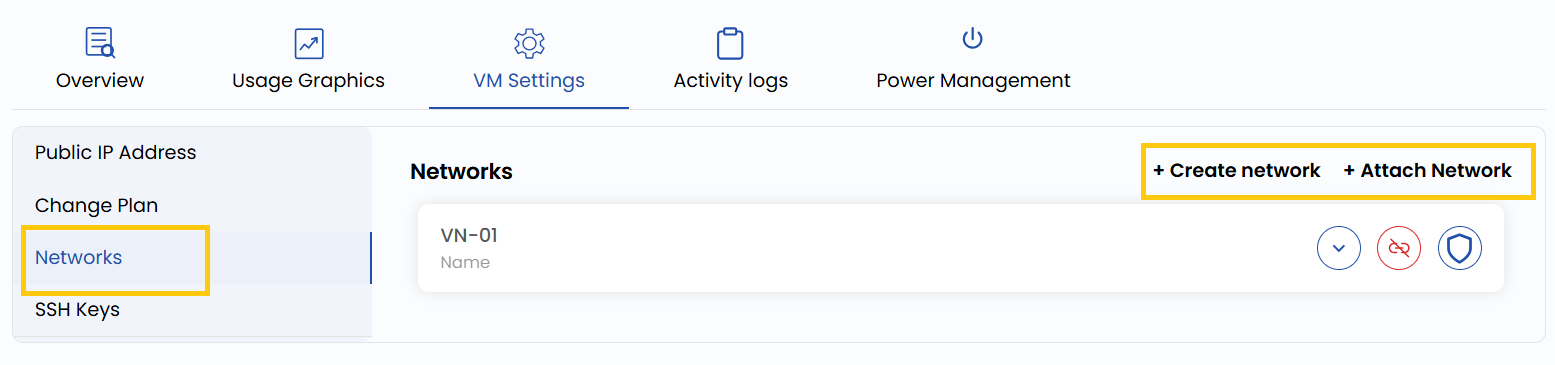 Overview
Usage Graphics
VM Settings
Activity logs
Power Management
Public IP Address
Change Plan
Networks
SSH Keys
Networks
+ Create network
+ Attach Network
VN-01
Name